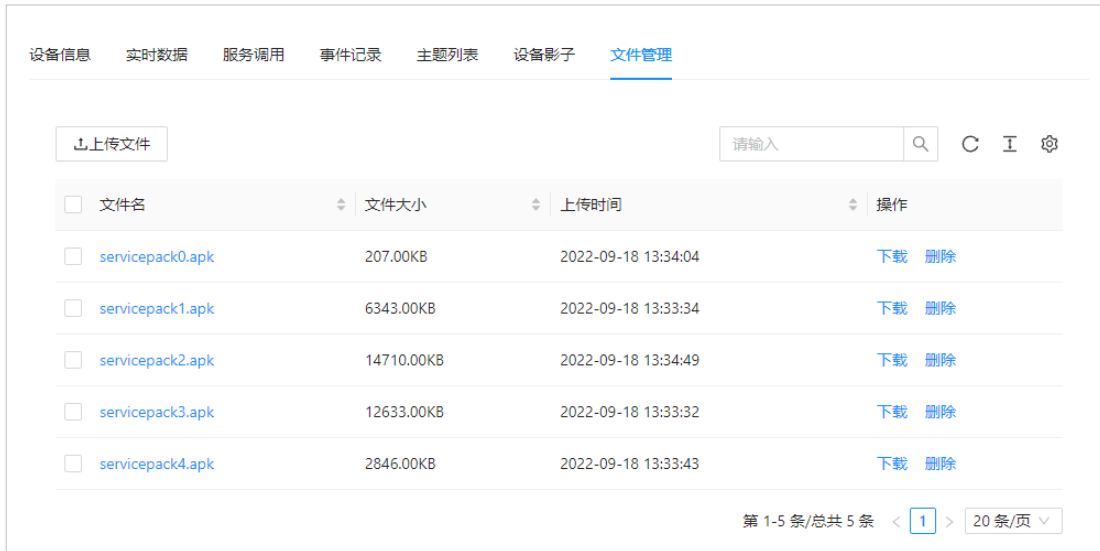 设备信息 实时数据 服务调用 事件记录 主题列表 设备影子 文件管理
上传文件 请输入
文件名 文件大小 上传时间 操作
servicepack0.apk 207.00KB 2022-09-18 13:34:04 下载 删除
servicepack1.apk 6343.00KB 2022-09-18 13:33:34 下载 删除
servicepack2.apk 14710.00KB 2022-09-18 13:34:49 下载 删除
servicepack3.apk 12633.00KB 2022-09-18 13:33:32 下载 删除
servicepack4.apk 2846.00KB 2022-09-18 13:33:43 下载 删除
第 1-5 条/总共 5 条 < 1 > 20 条/页